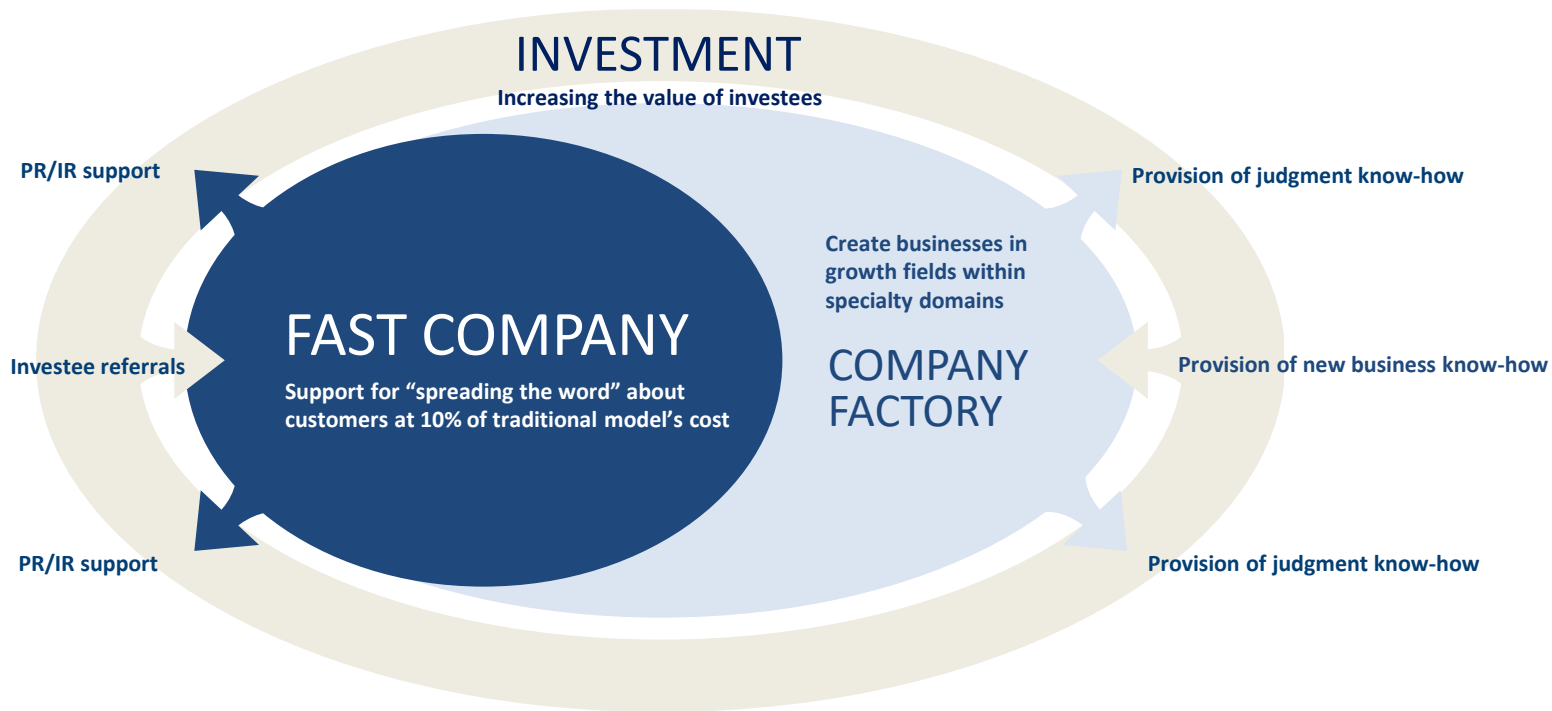 INVESTMENT
Increasing the value of investees
PR/IR support
Provision of judgment know-how
Create businesses in
growth fields within
specialty domains
FAST COMPANY
Support for “spreading the word” about
customers at 10% of traditional model’s cost
COMPANY
FACTORY
Investee referrals
Provision of new business know-how
PR/IR support
Provision of judgment know-how